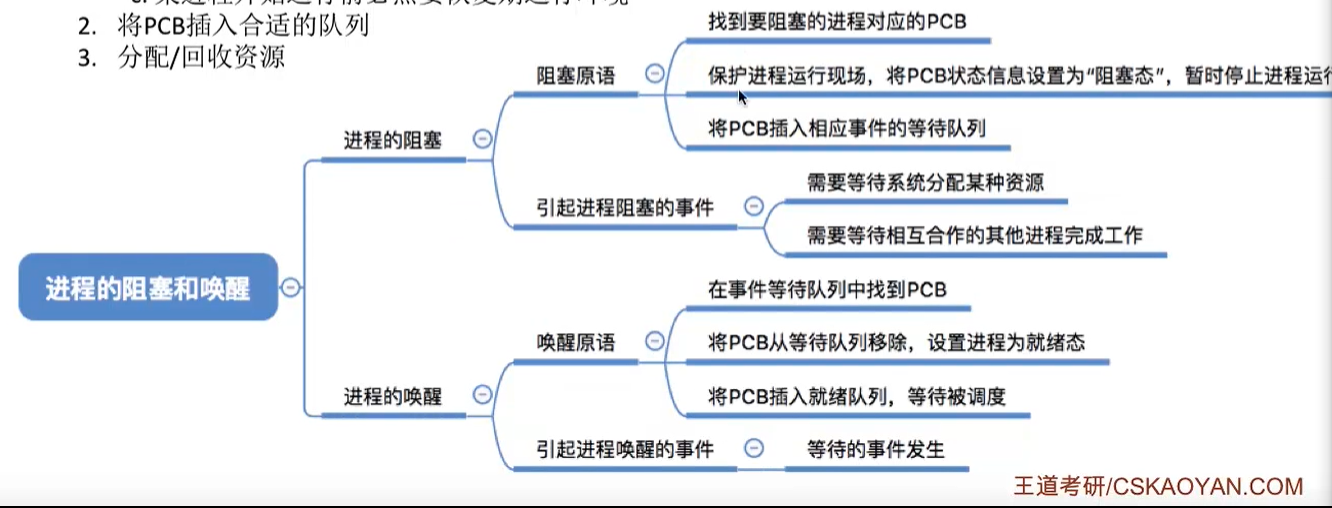 2. 将PCB插入合适的队列
3. 分配/回收资源
找到要阻塞的进程对应的PCB
阻塞原语
保护进程运行现场，将PCB状态信息设置为“阻塞态”，暂时停止进程运行
将PCB插入相应事件的等待队列
进程的阻塞
需要等待系统分配某种资源
引起进程阻塞的事件
需要等待相互合作的其他进程完成工作
进程的阻塞和唤醒
在事件等待队列中找到PCB
唤醒原语
将PCB从等待队列移除，设置进程为就绪态
将PCB插入就绪队列，等待被调度
进程的唤醒
引起进程唤醒的事件
等待的事件发生
王道考研/CSKAOYAN.COM